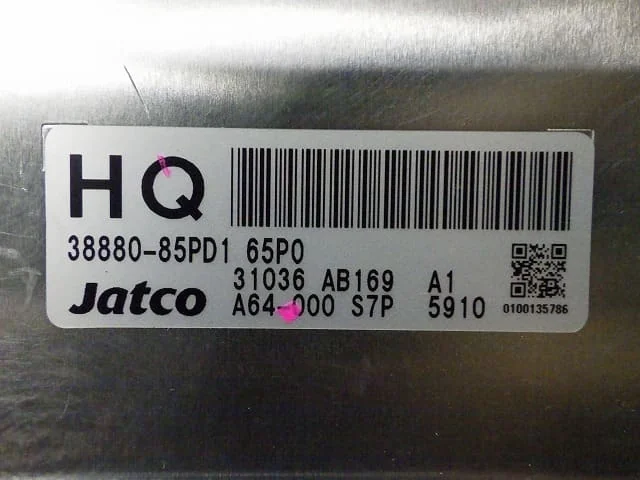 HQ
38880-85PD1 65P0
31036 AB169 A1
Jatco A64-000 S7P 5910
0100135786